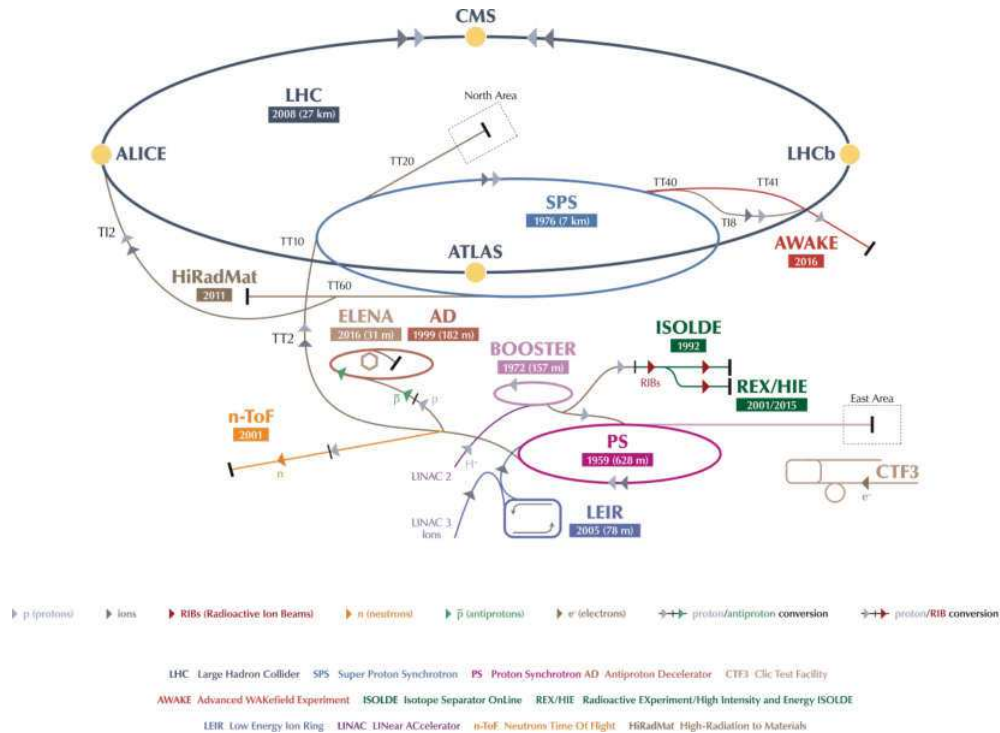 CMS
LHC
2008 (27 km)
North Area
ALICE
TT20
LHCb
TT40
TT41
SPS
1976 (7 km)
TI8
TI2
TT10
ATLAS
AWAKE
2016
HiRadMat
2011
TT60
ELENA
2016 (31 m)
AD
1999 (182 m)
TT2
BOOSTER
1972 (157 m)
ISOLDE
1992
p̅
p
RIBs
REX/HIE
2001/2015
East Area
n-ToF
2001
n
H⁻
PS
1959 (628 m)
LINAC 2
CTF3
e⁻
LINAC 3
Ions
LEIR
2005 (78 m)
p (protons) ions RIBs (Radioactive Ion Beams) n (neutrons) p̅ (antiprotons) e⁻ (electrons) proton/antiproton conversion proton/RIB conversion
LHC Large Hadron Collider SPS Super Proton Synchrotron PS Proton Synchrotron AD Antiproton Decelerator CTF3 Clic Test Facility
AWAKE Advanced WAKefield Experiment ISOLDE Isotope Separator OnLine REX/HIE Radioactive EXperiment/High Intensity and Energy ISOLDE
LEIR Low Energy Ion Ring LINAC LINear ACcelerator n-ToF Neutrons Time Of Flight HiRadMat High-Radiation to Materials